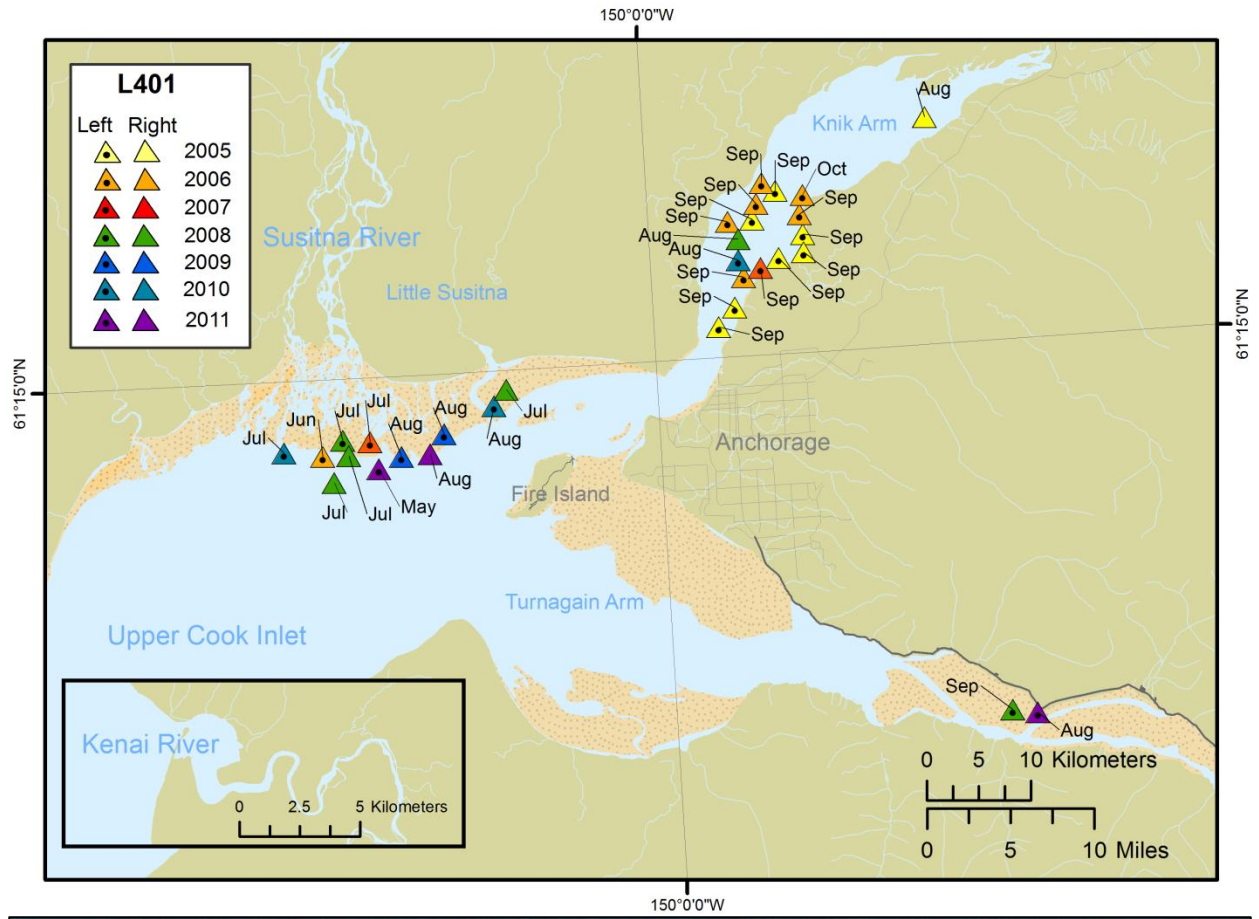 150°0'0"W
L401
Left Right
2005
2006
2007
2008
2009
2010
2011
Aug
Knik Arm
Sep
Sep
Oct
Sep
Sep
Sep
Sep
Aug
Sep
Aug
Sep
Sep
Sep
Sep
Sep
Sep
Susitna River
Little Susitna
61°15'0"N
61°15'0"N
Jul
Jun
Jul
Jul
Aug
Aug
Jul
Aug
Aug
May
Jul
Jul
Anchorage
Fire Island
Turnagain Arm
Upper Cook Inlet
Sep
Aug
Kenai River
0 2.5 5 Kilometers
0 5 10 Kilometers
0 5 10 Miles
150°0'0"W